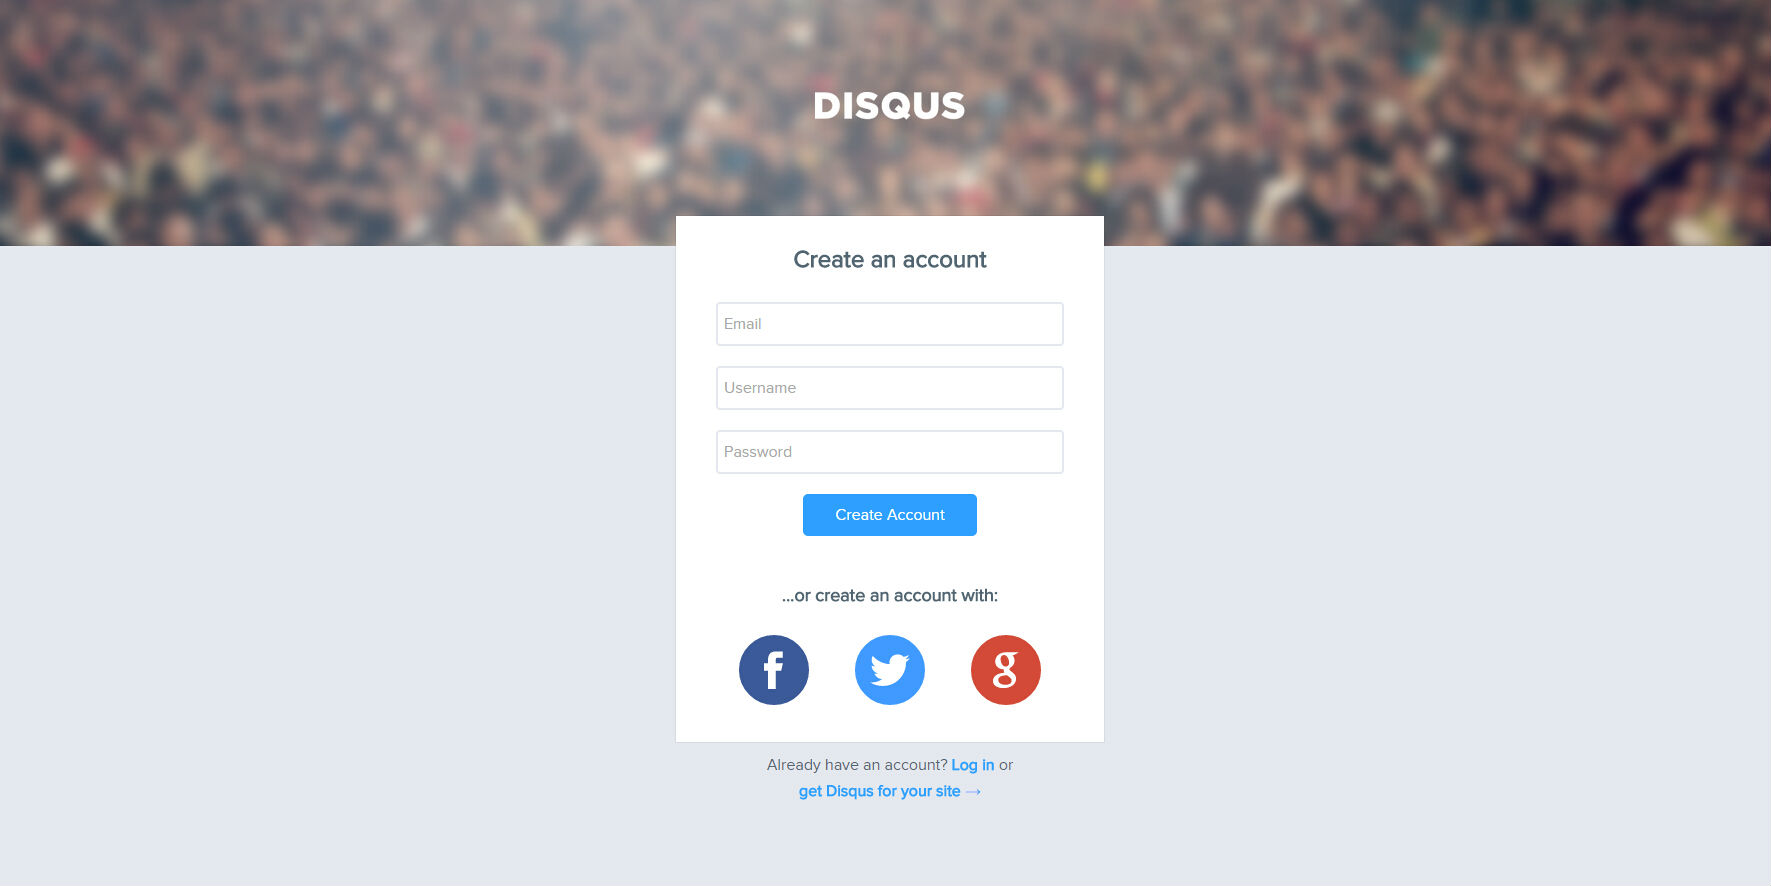 DISQUS
Create an account
Email
Username
Password
Create Account
...or create an account with:
Already have an account? Log in or
get Disqus for your site →